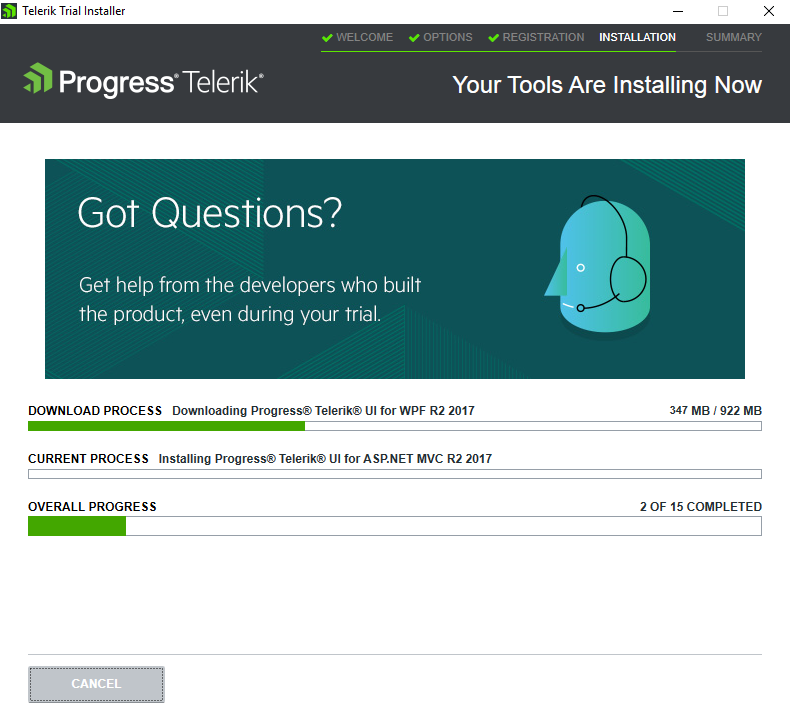 Telerik Trial Installer
WELCOME OPTIONS REGISTRATION INSTALLATION SUMMARY
Progress® Telerik®
Your Tools Are Installing Now
Got Questions?
Get help from the developers who built
the product, even during your trial.
DOWNLOAD PROCESS Downloading Progress® Telerik® UI for WPF R2 2017 347 MB / 922 MB
CURRENT PROCESS Installing Progress® Telerik® UI for ASP.NET MVC R2 2017
OVERALL PROGRESS 2 OF 15 COMPLETED
CANCEL